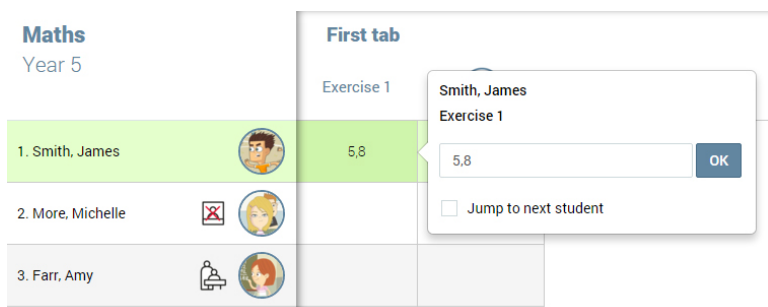 Maths
Year 5
First tab
Exercise 1
1. Smith, James
5,8
2. More, Michelle
3. Farr, Amy
Smith, James
Exercise 1
5,8
OK
Jump to next student